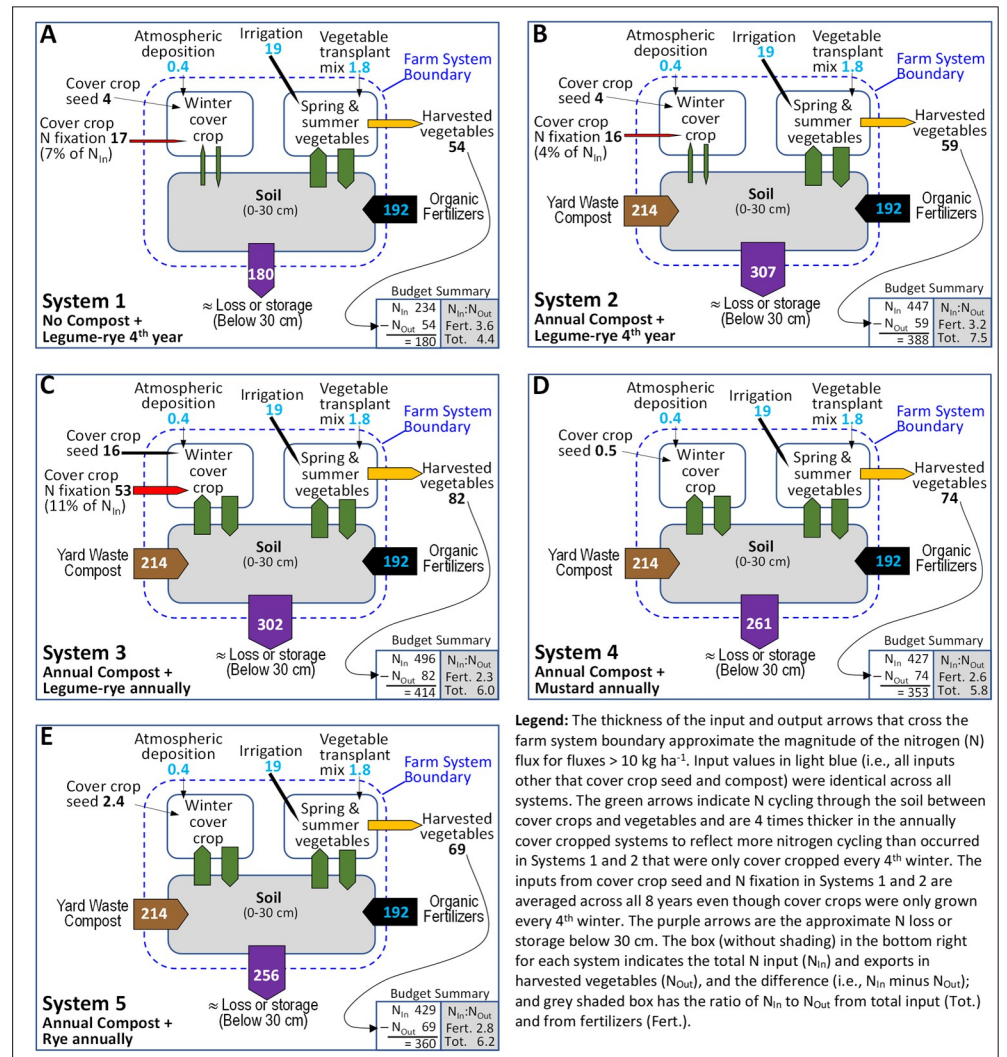 A
Atmospheric
deposition
0.4
Irrigation
19
Vegetable
transplant
mix 1.8
Farm System
Boundary
Cover crop
seed 4
Winter
cover
crop
Spring &
summer
vegetables
Cover crop
N fixation 17
(7% of NIn)
Harvested
vegetables
54
Soil
(0-30 cm)
192
Organic
Fertilizers
180
≈ Loss or storage
(Below 30 cm)
System 1
No Compost +
Legume-rye 4th year
Budget Summary
NIn 234
– NOut 54
= 180
NIn:NOut
Fert. 3.6
Tot. 4.4
B
Atmospheric
deposition
0.4
Irrigation
19
Vegetable
transplant
mix 1.8
Farm System
Boundary
Cover crop
seed 4
Winter
cover
crop
Spring &
summer
vegetables
Cover crop
N fixation 16
(4% of NIn)
Harvested
vegetables
59
Yard Waste
Compost
214
Soil
(0-30 cm)
192
Organic
Fertilizers
307
≈ Loss or storage
(Below 30 cm)
System 2
Annual Compost +
Legume-rye 4th year
Budget Summary
NIn 447
– NOut 59
= 388
NIn:NOut
Fert. 3.2
Tot. 7.5
C
Atmospheric
deposition
0.4
Irrigation
19
Vegetable
transplant
mix 1.8
Farm System
Boundary
Cover crop
seed 16
Winter
cover
crop
Spring &
summer
vegetables
Cover crop
N fixation 53
(11% of NIn)
Harvested
vegetables
82
Yard Waste
Compost
214
Soil
(0-30 cm)
192
Organic
Fertilizers
302
≈ Loss or storage
(Below 30 cm)
System 3
Annual Compost +
Legume-rye annually
Budget Summary
NIn 496
– NOut 82
= 414
NIn:NOut
Fert. 2.3
Tot. 6.0
D
Atmospheric
deposition
0.4
Irrigation
19
Vegetable
transplant
mix 1.8
Farm System
Boundary
Cover crop
seed 0.5
Winter
cover
crop
Spring &
summer
vegetables
Harvested
vegetables
74
Yard Waste
Compost
214
Soil
(0-30 cm)
192
Organic
Fertilizers
261
≈ Loss or storage
(Below 30 cm)
System 4
Annual Compost +
Mustard annually
Budget Summary
NIn 427
– NOut 74
= 353
NIn:NOut
Fert. 2.6
Tot. 5.8
E
Atmospheric
deposition
0.4
Irrigation
19
Vegetable
transplant
mix 1.8
Farm System
Boundary
Cover crop
seed 2.4
Winter
cover
crop
Spring &
summer
vegetables
Harvested
vegetables
69
Yard Waste
Compost
214
Soil
(0-30 cm)
192
Organic
Fertilizers
256
≈ Loss or storage
(Below 30 cm)
System 5
Annual Compost +
Rye annually
Budget Summary
NIn 429
– NOut 69
= 360
NIn:NOut
Fert. 2.8
Tot. 6.2
Legend: The thickness of the input and output arrows that cross the
farm system boundary approximate the magnitude of the nitrogen (N)
flux for fluxes > 10 kg ha-1. Input values in light blue (i.e., all inputs
other that cover crop seed and compost) were identical across all
systems. The green arrows indicate N cycling through the soil between
cover crops and vegetables and are 4 times thicker in the annually
cover cropped systems to reflect more nitrogen cycling than occurred
in Systems 1 and 2 that were only cover cropped every 4th winter. The
inputs from cover crop seed and N fixation in Systems 1 and 2 are
averaged across all 8 years even though cover crops were only grown
every 4th winter. The purple arrows are the approximate N loss or
storage below 30 cm. The box (without shading) in the bottom right
for each system indicates the total N input (NIn) and exports in
harvested vegetables (NOut), and the difference (i.e., NIn minus NOut);
and grey shaded box has the ratio of NIn to NOut from total input (Tot.)
and from fertilizers (Fert.).